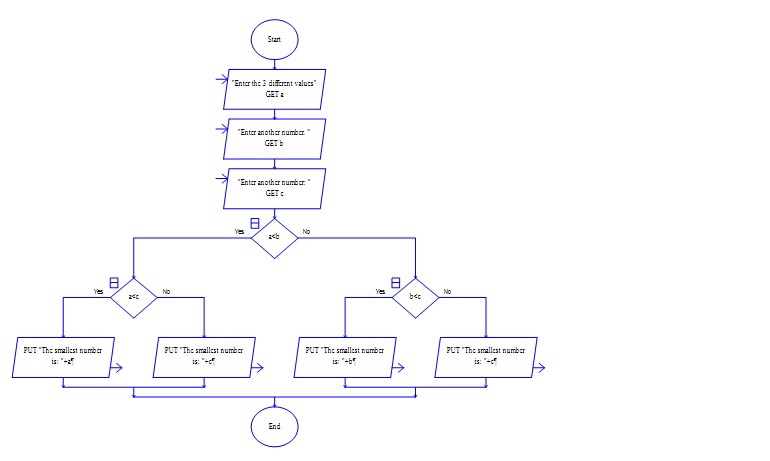 Start
"Enter the 3 different values"
GET a
"Enter another number: "
GET b
"Enter another number: "
GET c
Yes
a<b
No
Yes
a<c
No
Yes
b<c
No
PUT "The smallest number
is: "+a¶
PUT "The smallest number
is: "+c¶
PUT "The smallest number
is: "+b¶
PUT "The smallest number
is: "+c¶
End